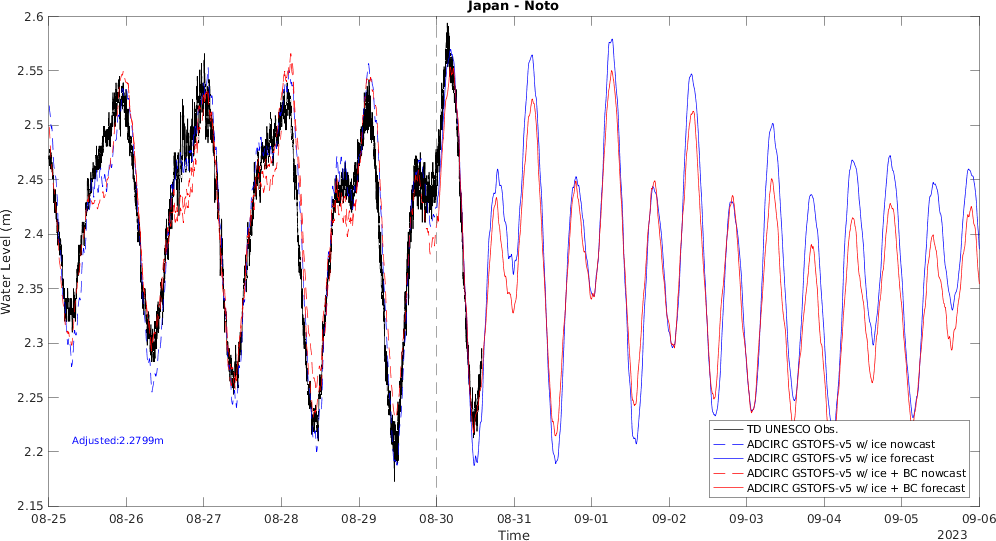 Japan - Noto
2.6
2.55
2.5
2.45
2.4
2.35
2.3
2.25
2.2
2.15
Water Level (m)
Adjusted:2.2799m
TD UNESCO Obs.
ADCIRC GSTOFS-v5 w/ ice nowcast
ADCIRC GSTOFS-v5 w/ ice forecast
ADCIRC GSTOFS-v5 w/ ice + BC nowcast
ADCIRC GSTOFS-v5 w/ ice + BC forecast
08-25 08-26 08-27 08-28 08-29 08-30 08-31 09-01 09-02 09-03 09-04 09-05 09-06
Time
2023